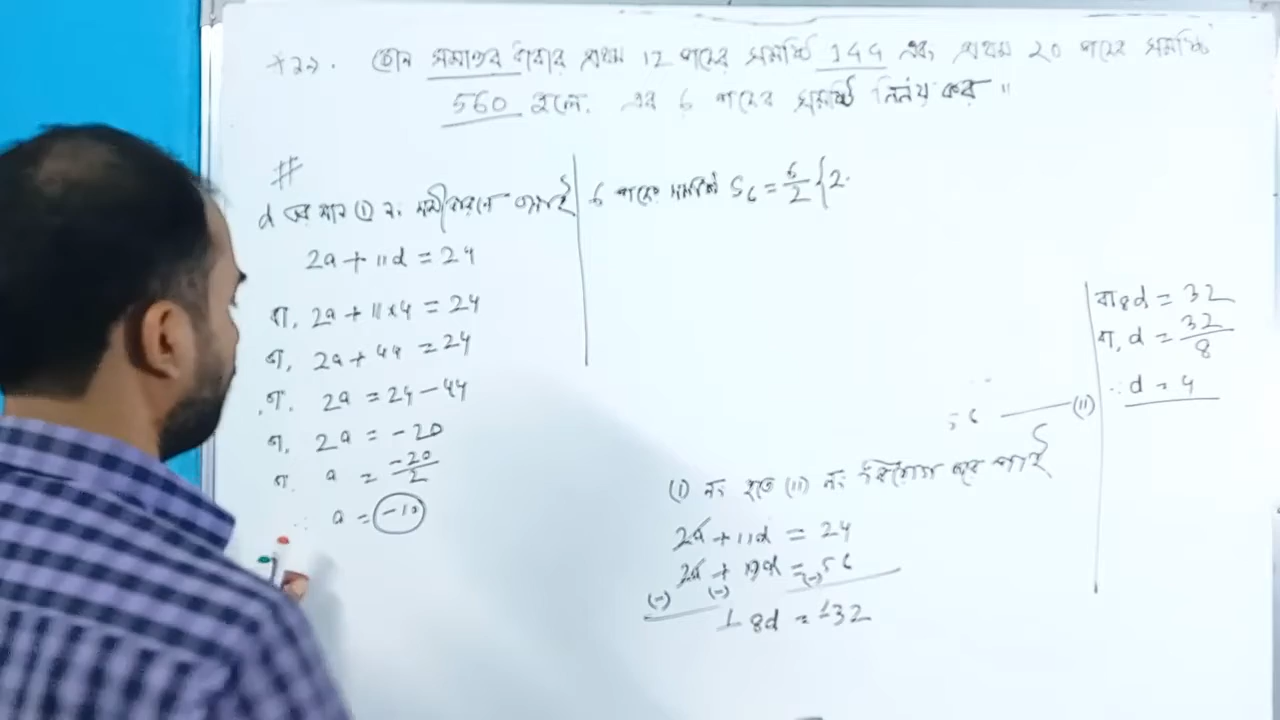 *২১. কোন সমান্তর ধারার প্রথম 12 পদের সমষ্টি 144 এবং প্রথম 20 পদের সমষ্টি
560 হলে, এর 6 পদের সমষ্টি নির্ণয় কর ॥
#
d এর মান (i) নং সমীকরণে বসাই
2a + 11d = 24
বা, 2a + 11×4 = 24
বা, 2a + 44 = 24
বা, 2a = 24 - 44
বা, 2a = -20
বা, a = -20/2
∴ a = -10
6 পদের সমষ্টি S6 = 6/2 {2.
= 6 (ii)
(i) নং হতে (ii) নং বিয়োগ করে পাই
2a + 11d = 24
2a + 19d = 56
(-) (-) (-)
-8d = -32
বা, 8d = 32
বা, d = 32/8
∴ d = 4